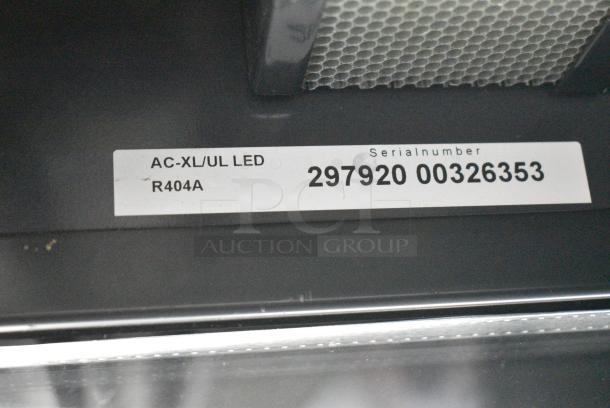 AC-XL/UL LED
R404A
Serialnumber
297920 00326353
PCI
AUCTION GROUP